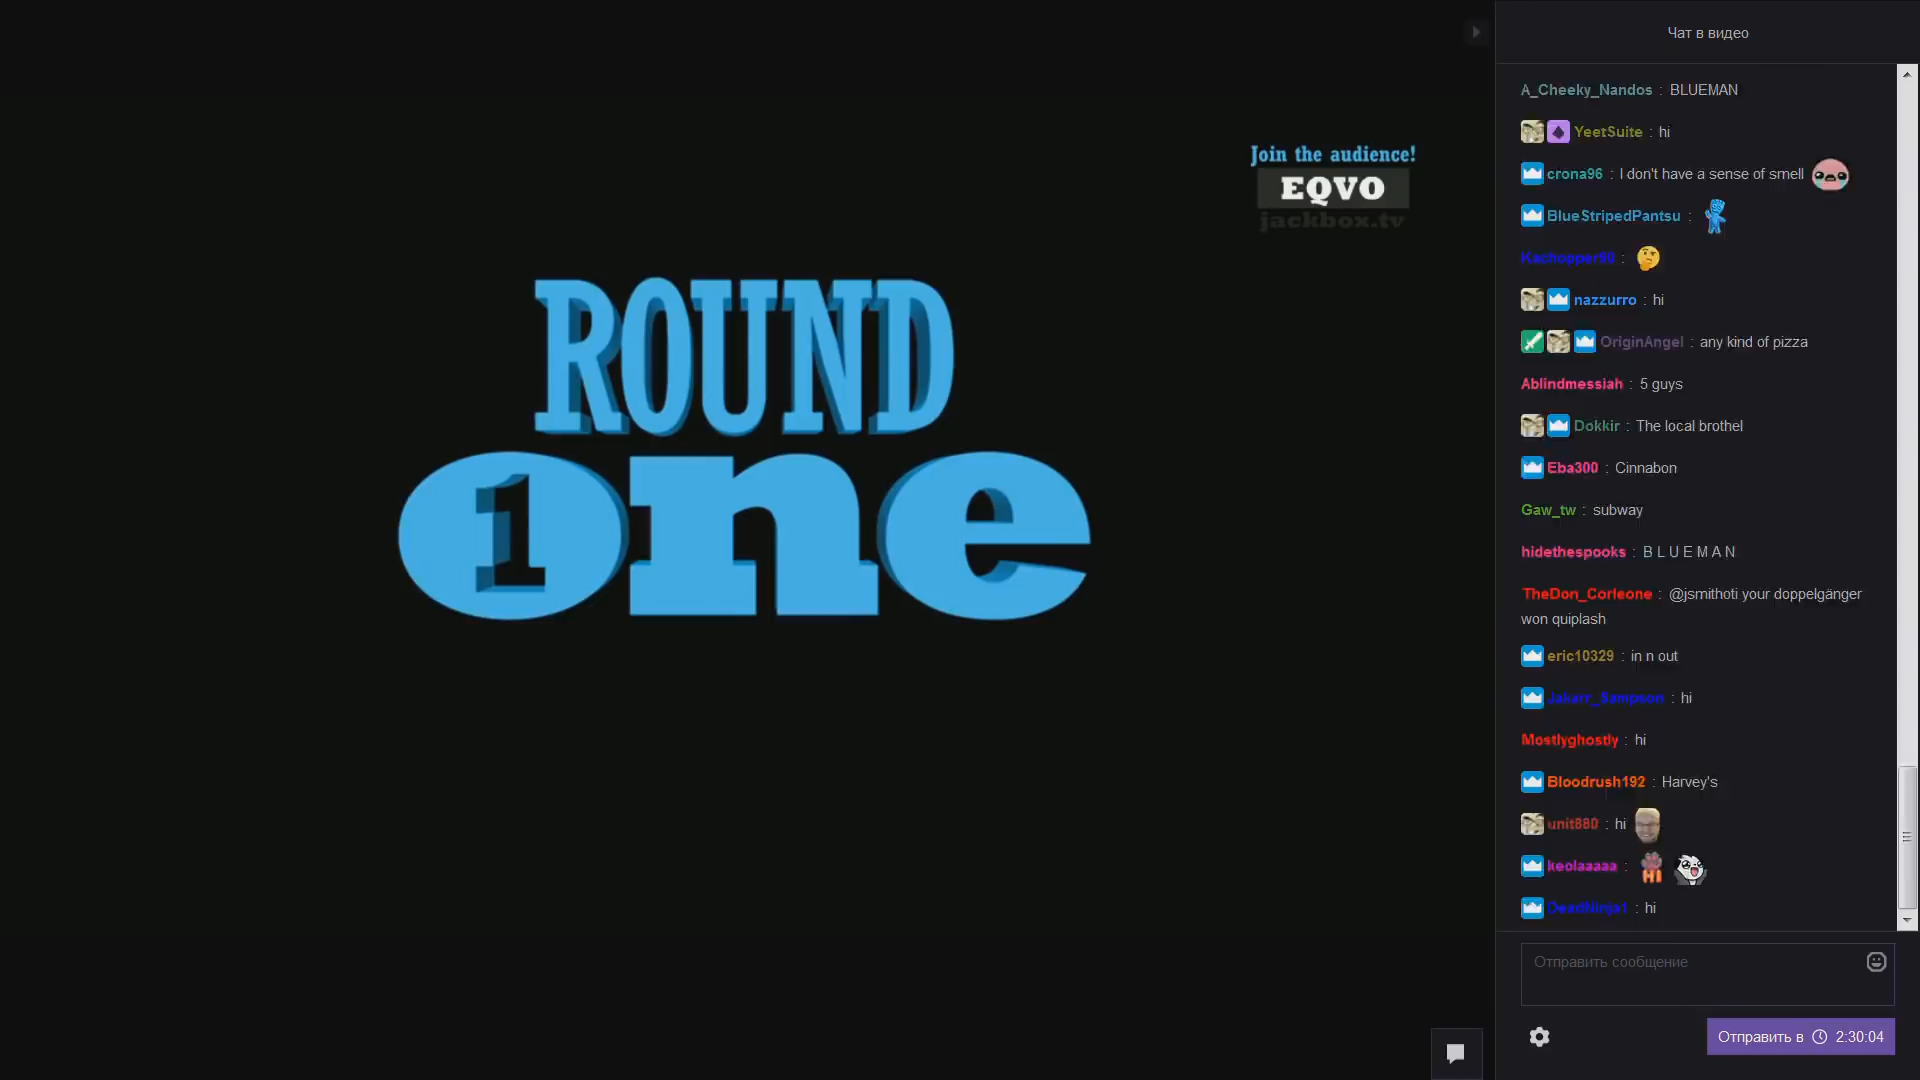 Join the audience!
EQVO
jackbox.tv
ROUND
One
1
Чат в видео
A_Cheeky_Nandos : BLUEMAN
YeetSuite : hi
crona96 : I don't have a sense of smell
BlueStripedPantsu :
Kachopper90 :
nazzurro : hi
OriginAngel : any kind of pizza
Ablindmessiah : 5 guys
Dokkir : The local brothel
Eba300 : Cinnabon
Gaw_tw : subway
hidethespooks : B L U E M A N
TheDon_Corleone : @jsmithoti your doppelgänger
won quiplash
eric10329 : in n out
Jakarr_Sampson : hi
Mostlyghostly : hi
Bloodrush192 : Harvey's
unit880 : hi
keolaaaaa :
HI
DeadNinja1 : hi
Отправить сообщение
Отправить в 2:30:04